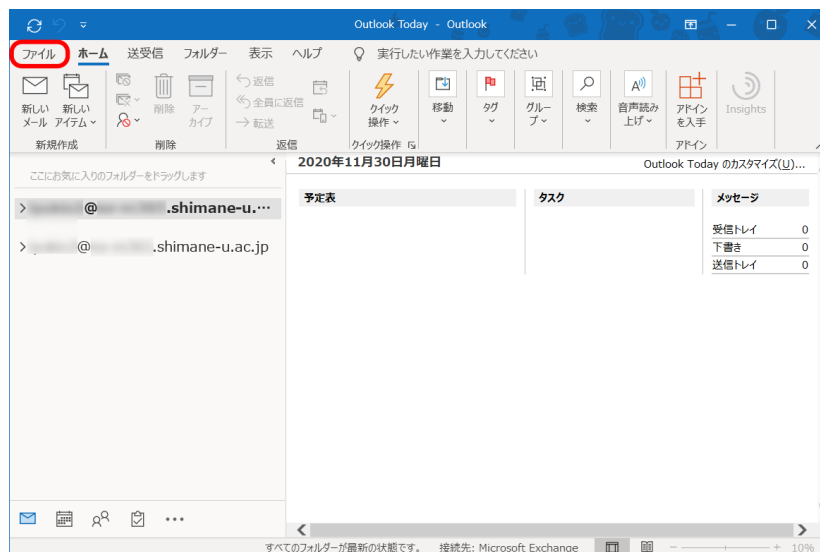 Outlook Today - Outlook
ファイル ホーム 送受信 フォルダー 表示 ヘルプ 実行したい作業を入力してください
新しい メール
新しい アイテム
削除
アー カイブ
返信
全員に返信
転送
クイック 操作
移動
タグ
グルー プ
検索
音声読み 上げ
アドイン を入手
Insights
新規作成 削除 返信 クイック操作 アドイン
ここにお気に入りのフォルダーをドラッグします
2020年11月30日月曜日
Outlook Today のカスタマイズ(U)...
@ .shimane-u.…
@ .shimane-u.ac.jp
予定表
タスク
メッセージ
受信トレイ 0
下書き 0
送信トレイ 0
すべてのフォルダーが最新の状態です。 接続先: Microsoft Exchange 10%